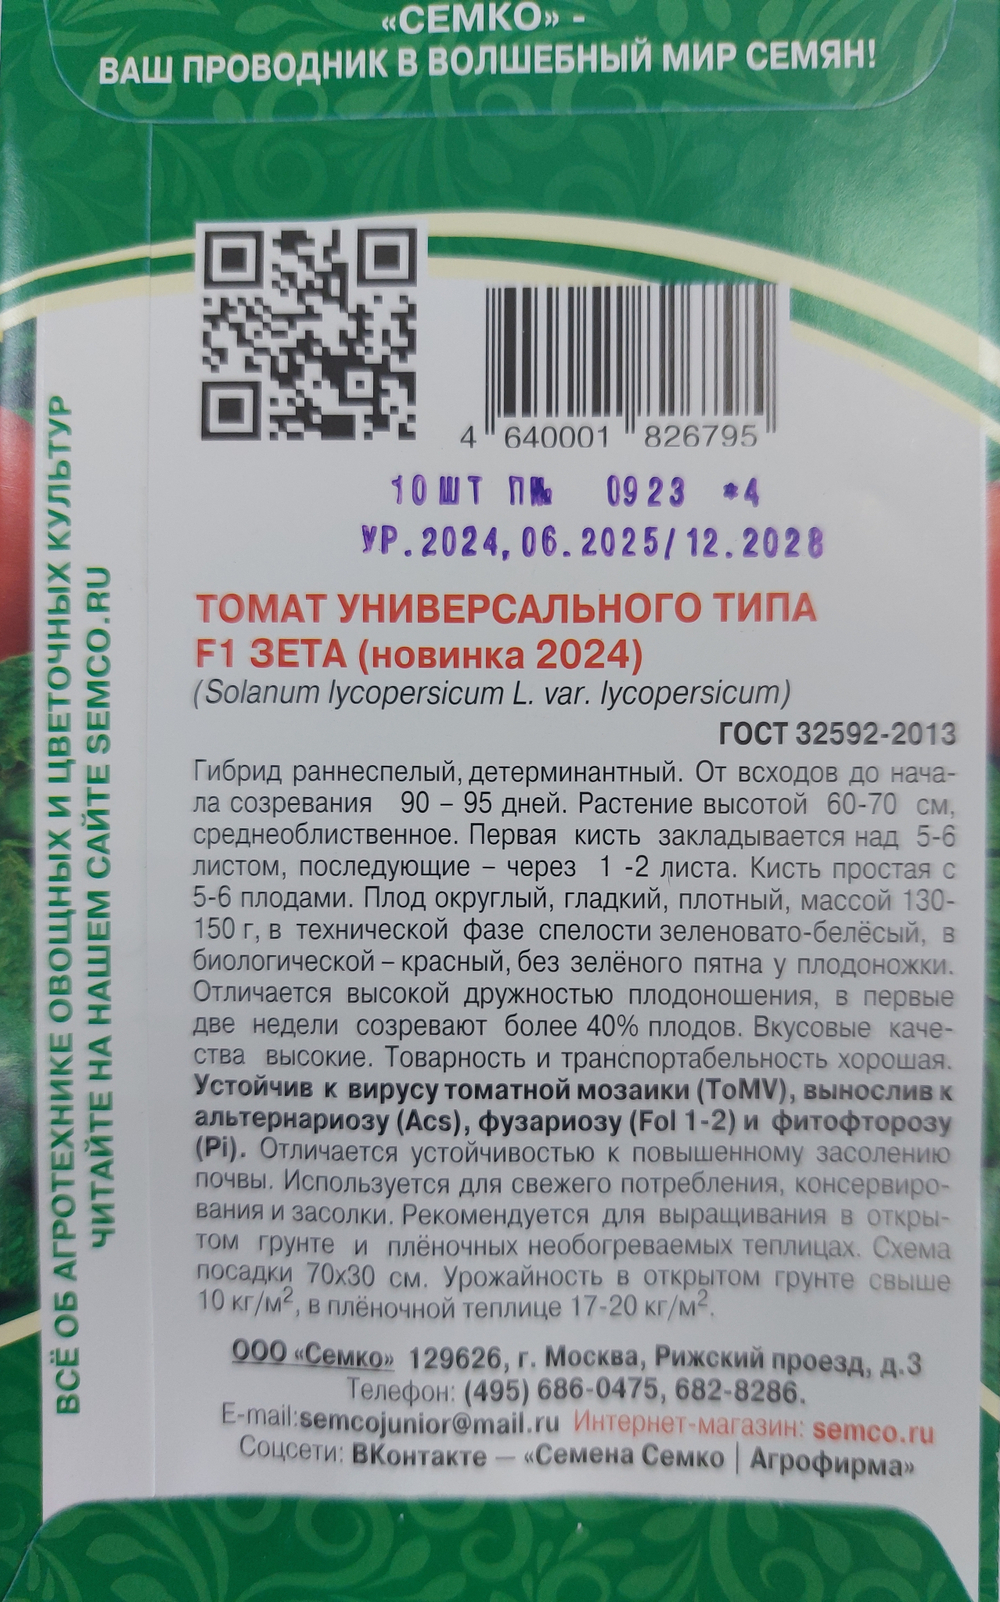 «СЕМКО» -
ВАШ ПРОВОДНИК В ВОЛШЕБНЫЙ МИР СЕМЯН!
4 640001 826795
10 ШТ П№ 0923 *4
УР.2024,06.2025/12.2028
ТОМАТ УНИВЕРСАЛЬНОГО ТИПА
F1 ЗЕТА (новинка 2024)
(Solanum lycopersicum L. var. lycopersicum)
ГОСТ 32592-2013
Гибрид раннеспелый, детерминантный. От всходов до нача-
ла созревания 90 – 95 дней. Растение высотой 60-70 см,
среднеоблиственное. Первая кисть закладывается над 5-6
листом, последующие – через 1 -2 листа. Кисть простая с
5-6 плодами. Плод округлый, гладкий, плотный, массой 130-
150 г, в технической фазе спелости зеленовато-белёсый, в
биологической – красный, без зелёного пятна у плодоножки.
Отличается высокой дружностью плодоношения, в первые
две недели созревают более 40% плодов. Вкусовые каче-
ства высокие. Товарность и транспортабельность хорошая.
Устойчив к вирусу томатной мозаики (ToMV), вынослив к
альтернариозу (Acs), фузариозу (Fol 1-2) и фитофторозу
(Pi). Отличается устойчивостью к повышенному засолению
почвы. Используется для свежего потребления, консервиро-
вания и засолки. Рекомендуется для выращивания в откры-
том грунте и плёночных необогреваемых теплицах. Схема
посадки 70х30 см. Урожайность в открытом грунте свыше
10 кг/м², в плёночной теплице 17-20 кг/м².
ООО «Семко» 129626, г. Москва, Рижский проезд, д.3
Телефон: (495) 686-0475, 682-8286.
E-mail:semcojunior@mail.ru Интернет-магазин: semco.ru
Соцсети: ВКонтакте — «Семена Семко | Агрофирма»
ВСЁ ОБ АГРОТЕХНИКЕ ОВОЩНЫХ И ЦВЕТОЧНЫХ КУЛЬТУР
ЧИТАЙТЕ НА НАШЕМ САЙТЕ SEMCO.RU